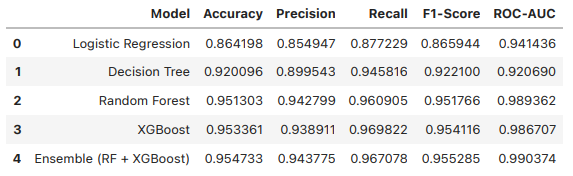 Model Accuracy Precision Recall F1-Score ROC-AUC
0 Logistic Regression 0.864198 0.854947 0.877229 0.865944 0.941436
1 Decision Tree 0.920096 0.899543 0.945816 0.922100 0.920690
2 Random Forest 0.951303 0.942799 0.960905 0.951766 0.989362
3 XGBoost 0.953361 0.938911 0.969822 0.954116 0.986707
4 Ensemble (RF + XGBoost) 0.954733 0.943775 0.967078 0.955285 0.990374